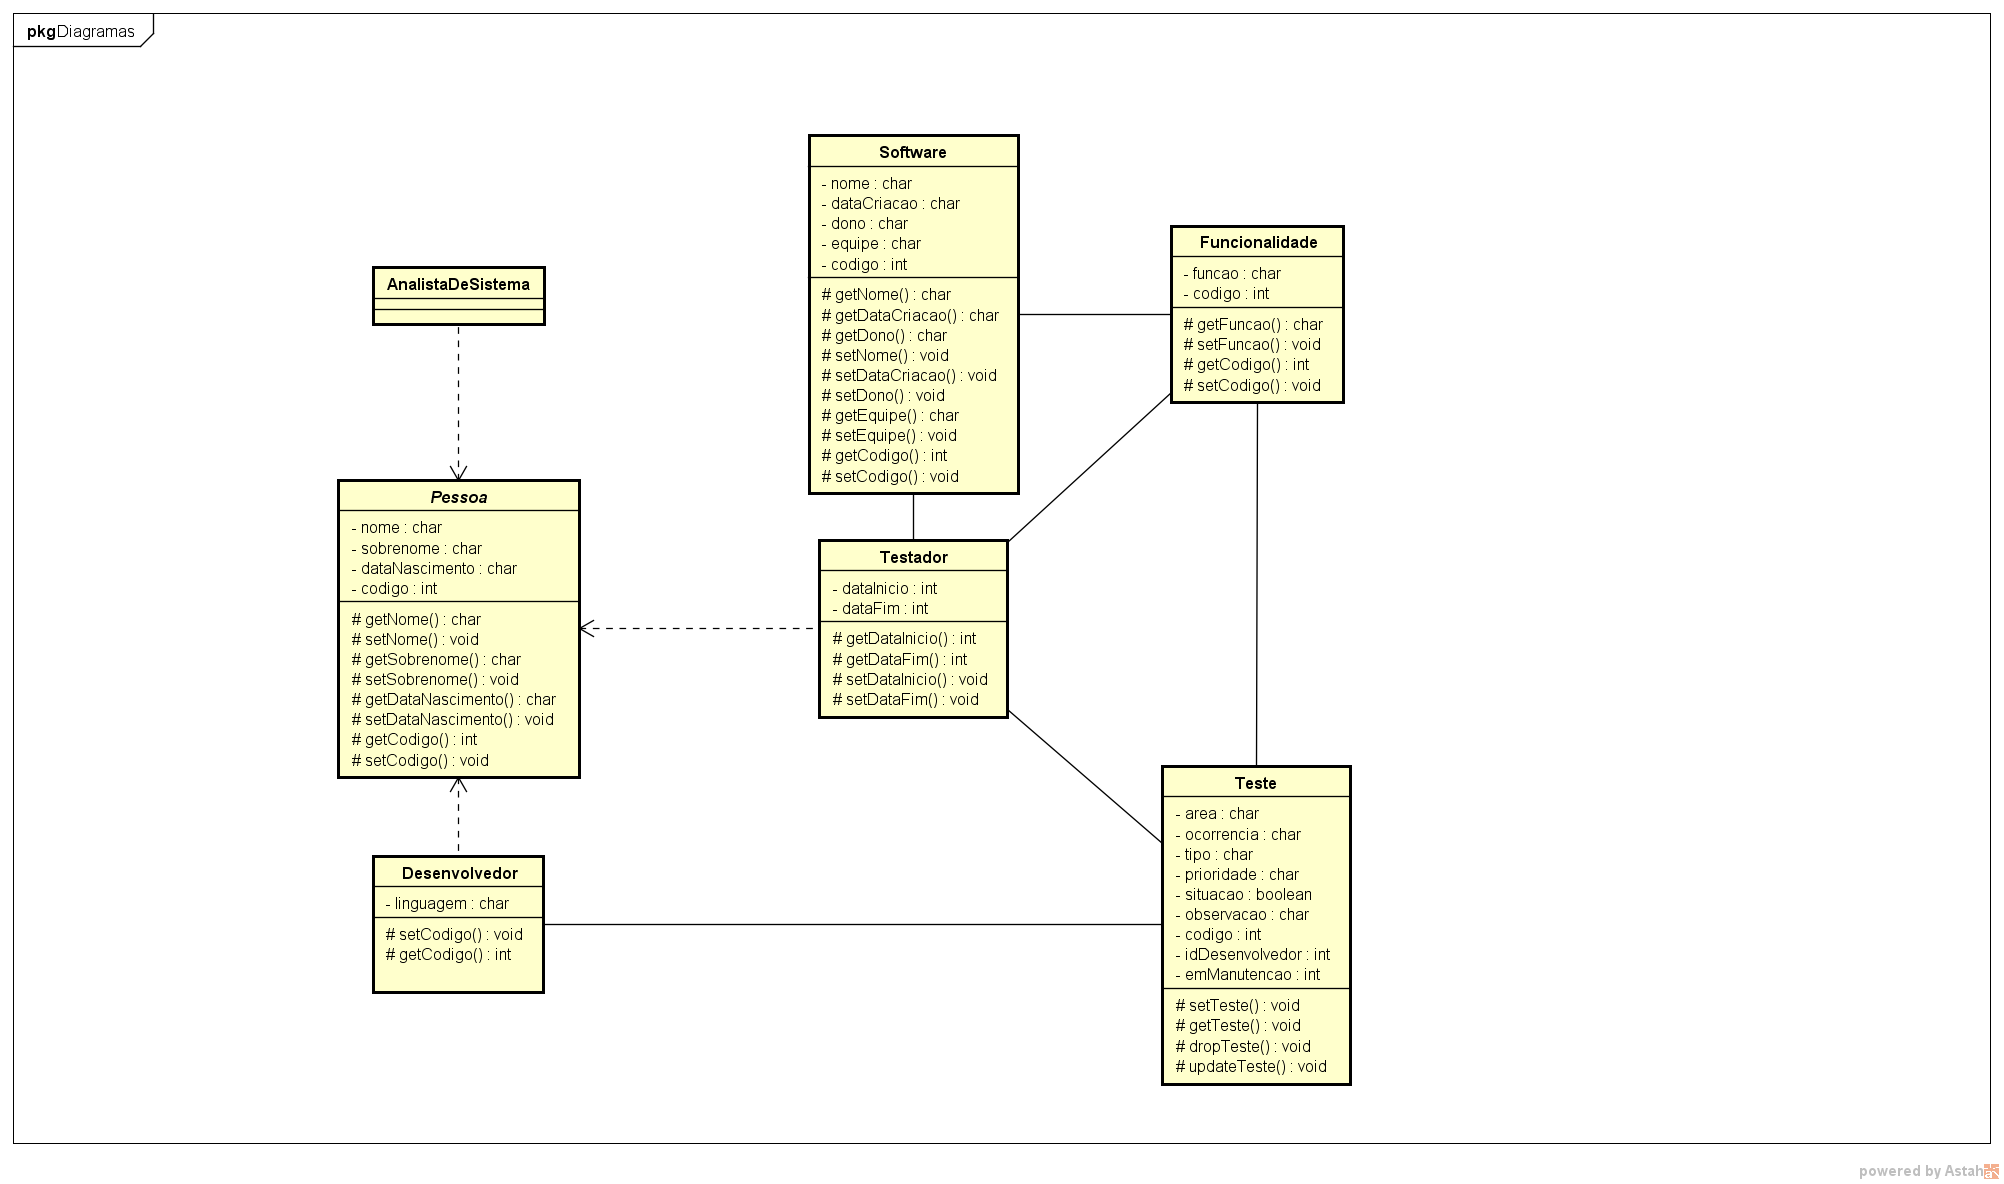 pkgDiagramas
Software
- nome : char
- dataCriacao : char
- dono : char
- equipe : char
- codigo : int
# getNome() : char
# getDataCriacao() : char
# getDono() : char
# setNome() : void
# setDataCriacao() : void
# setDono() : void
# getEquipe() : char
# setEquipe() : void
# getCodigo() : int
# setCodigo() : void
Funcionalidade
- funcao : char
- codigo : int
# getFuncao() : char
# setFuncao() : void
# getCodigo() : int
# setCodigo() : void
AnalistaDeSistema
Pessoa
- nome : char
- sobrenome : char
- dataNascimento : char
- codigo : int
# getNome() : char
# setNome() : void
# getSobrenome() : char
# setSobrenome() : void
# getDataNascimento() : char
# setDataNascimento() : void
# getCodigo() : int
# setCodigo() : void
Testador
- dataInicio : int
- dataFim : int
# getDataInicio() : int
# getDataFim() : int
# setDataInicio() : void
# setDataFim() : void
Desenvolvedor
- linguagem : char
# setCodigo() : void
# getCodigo() : int
Teste
- area : char
- ocorrencia : char
- tipo : char
- prioridade : char
- situacao : boolean
- observacao : char
- codigo : int
- idDesenvolvedor : int
- emManutencao : int
# setTeste() : void
# getTeste() : void
# dropTeste() : void
# updateTeste() : void
powered by Astah